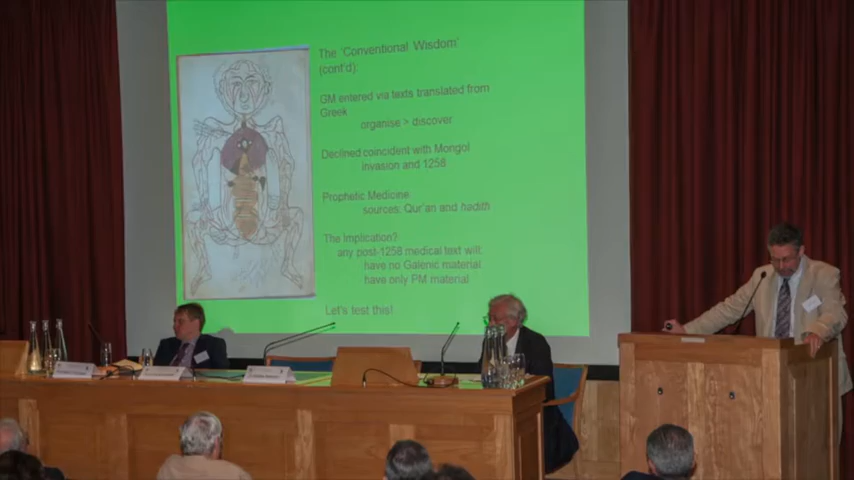 The 'Conventional Wisdom'
(cont'd):
GM entered via texts translated from
Greek
organise > discover
Declined coincident with Mongol
invasion and 1258
Prophetic Medicine
sources: Qur'an and hadith
The Implication?
any post-1258 medical text will:
have no Galenic material
have only PM material
Let's test this!